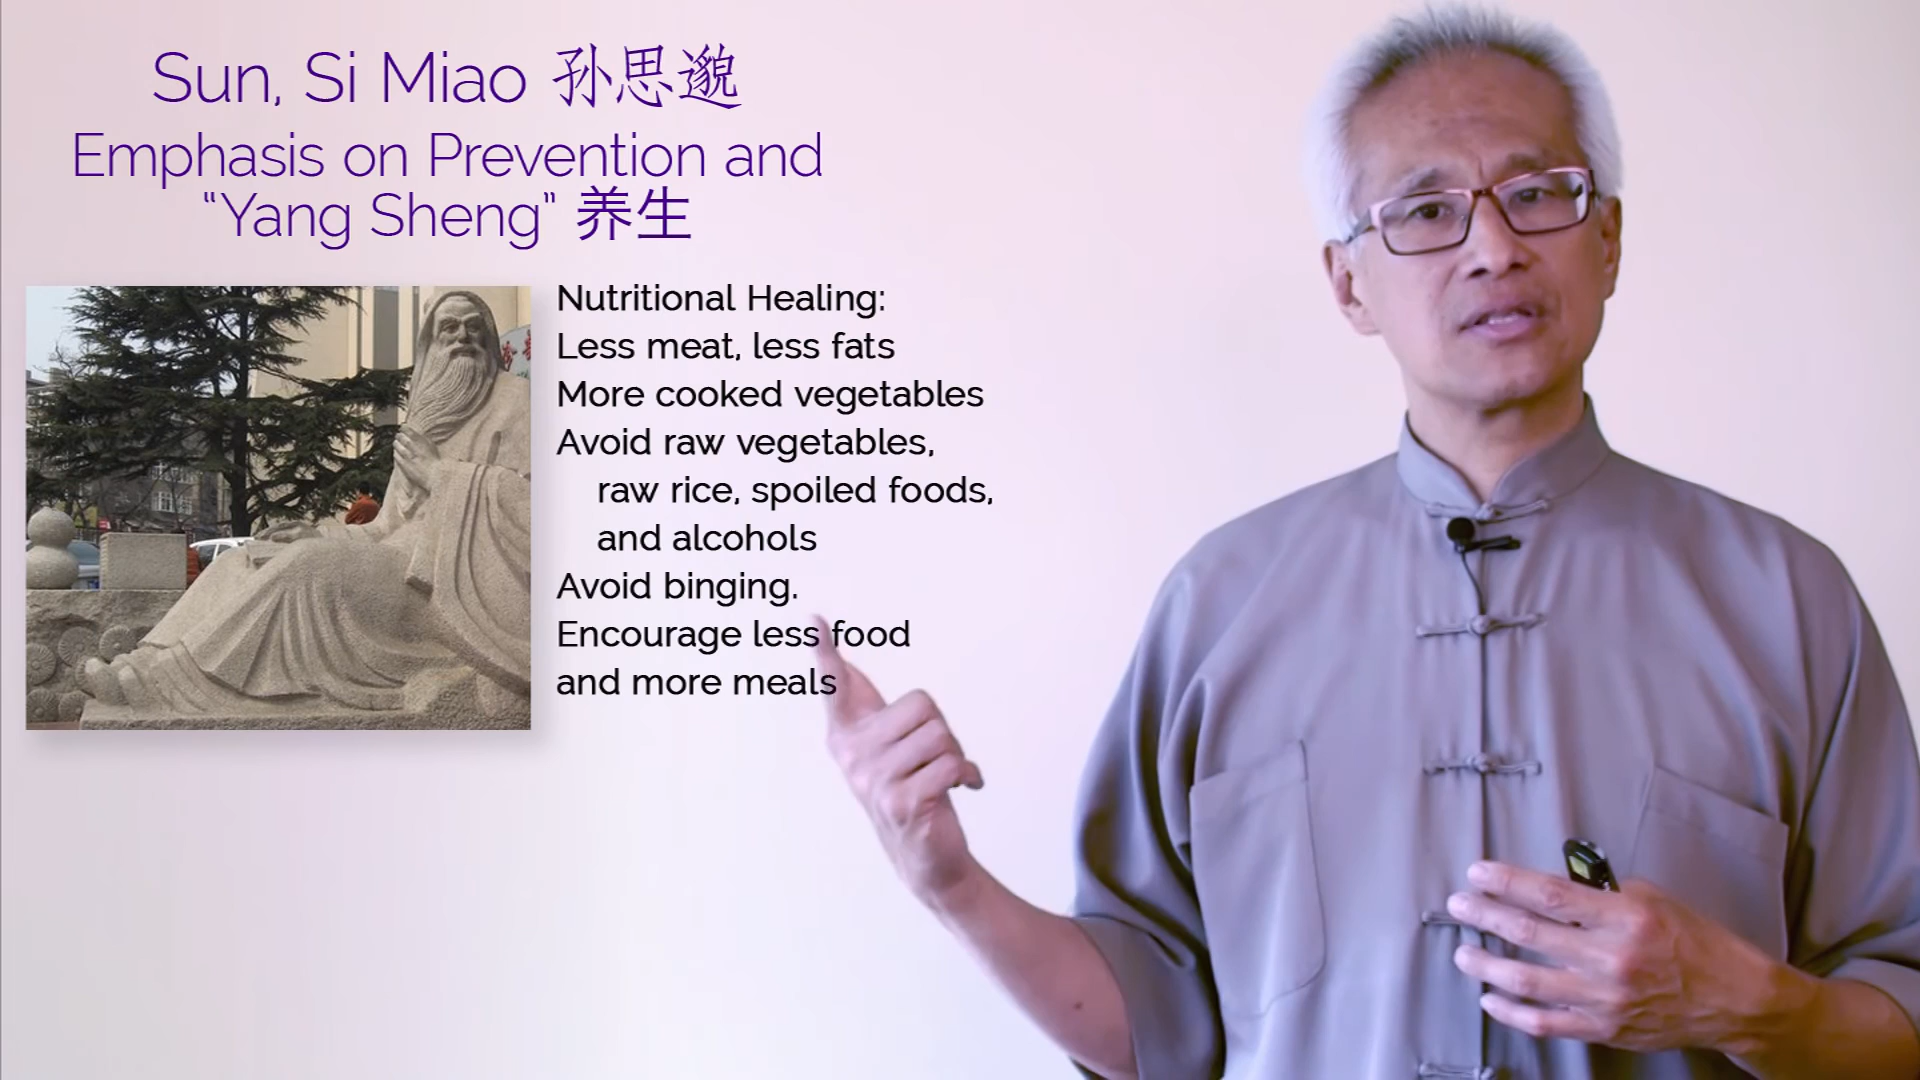 Sun, Si Miao 孙思邈
Emphasis on Prevention and
“Yang Sheng” 养生
Nutritional Healing:
Less meat, less fats
More cooked vegetables
Avoid raw vegetables,
raw rice, spoiled foods,
and alcohols
Avoid binging.
Encourage less food
and more meals